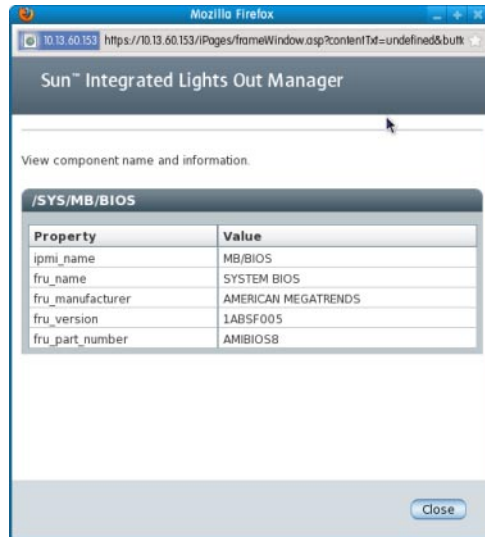 Mozilla Firefox
10.13.60.153 https://10.13.60.153/iPages/frameWindow.asp?contentTxt=undefined&butt
Sun™ Integrated Lights Out Manager
View component name and information.
/SYS/MB/BIOS
Property Value
ipmi_name MB/BIOS
fru_name SYSTEM BIOS
fru_manufacturer AMERICAN MEGATRENDS
fru_version 1ABSF005
fru_part_number AMIBIOS8
Close